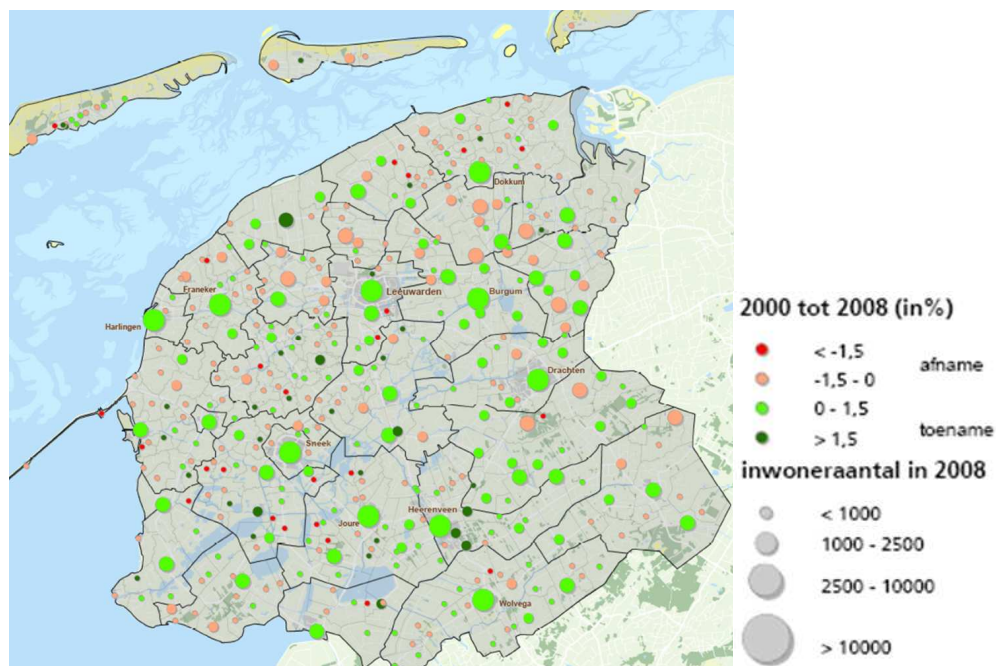 Dokkum
Leeuwarden
Burgum
Franeker
Harlingen
Drachten
Sneek
Heerenveen
Joure
Wolvega
2000 tot 2008 (in%)
< -1,5
afname
-1,5 - 0
0 - 1,5
toename
> 1,5
inwoneraantal in 2008
< 1000
1000 - 2500
2500 - 10000
> 10000